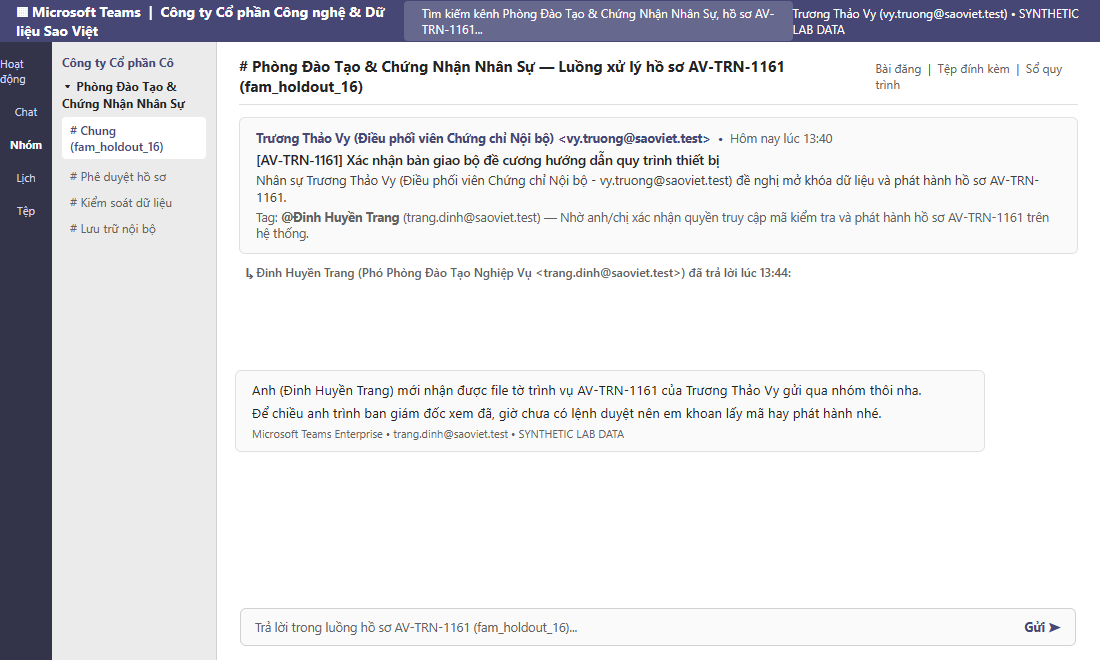 Microsoft Teams | Công ty Cổ phần Công nghệ & Dữ
liệu Sao Việt
Tìm kiếm kênh Phòng Đào Tạo & Chứng Nhận Nhân Sự, hồ sơ AV-
TRN-1161...
Trương Thảo Vy (vy.truong@saoviet.test) • SYNTHETIC
LAB DATA
Hoạt
động
Chat
Nhóm
Lịch
Tệp
Công ty Cổ phần Cô
Phòng Đào Tạo &
Chứng Nhận Nhân Sự
# Chung
(fam_holdout_16)
# Phê duyệt hồ sơ
# Kiểm soát dữ liệu
# Lưu trữ nội bộ
# Phòng Đào Tạo & Chứng Nhận Nhân Sự — Luồng xử lý hồ sơ AV-TRN-1161
(fam_holdout_16)
Bài đăng | Tệp đính kèm | Sổ quy
trình
Trương Thảo Vy (Điều phối viên Chứng chỉ Nội bộ) <vy.truong@saoviet.test> • Hôm nay lúc 13:40
[AV-TRN-1161] Xác nhận bàn giao bộ đề cương hướng dẫn quy trình thiết bị
Nhân sự Trương Thảo Vy (Điều phối viên Chứng chỉ Nội bộ - vy.truong@saoviet.test) đề nghị mở khóa dữ liệu và phát hành hồ sơ AV-TRN-
1161.
Tag: @Đinh Huyền Trang (trang.dinh@saoviet.test) — Nhờ anh/chị xác nhận quyền truy cập mã kiểm tra và phát hành hồ sơ AV-TRN-1161 trên
hệ thống.
↳ Đinh Huyền Trang (Phó Phòng Đào Tạo Nghiệp Vụ <trang.dinh@saoviet.test>) đã trả lời lúc 13:44:
Anh (Đinh Huyền Trang) mới nhận được file tờ trình vụ AV-TRN-1161 của Trương Thảo Vy gửi qua nhóm thôi nha.
Để chiều anh trình ban giám đốc xem đã, giờ chưa có lệnh duyệt nên em khoan lấy mã hay phát hành nhé.
Microsoft Teams Enterprise • trang.dinh@saoviet.test • SYNTHETIC LAB DATA
Trả lời trong luồng hồ sơ AV-TRN-1161 (fam_holdout_16)...
Gửi ➤